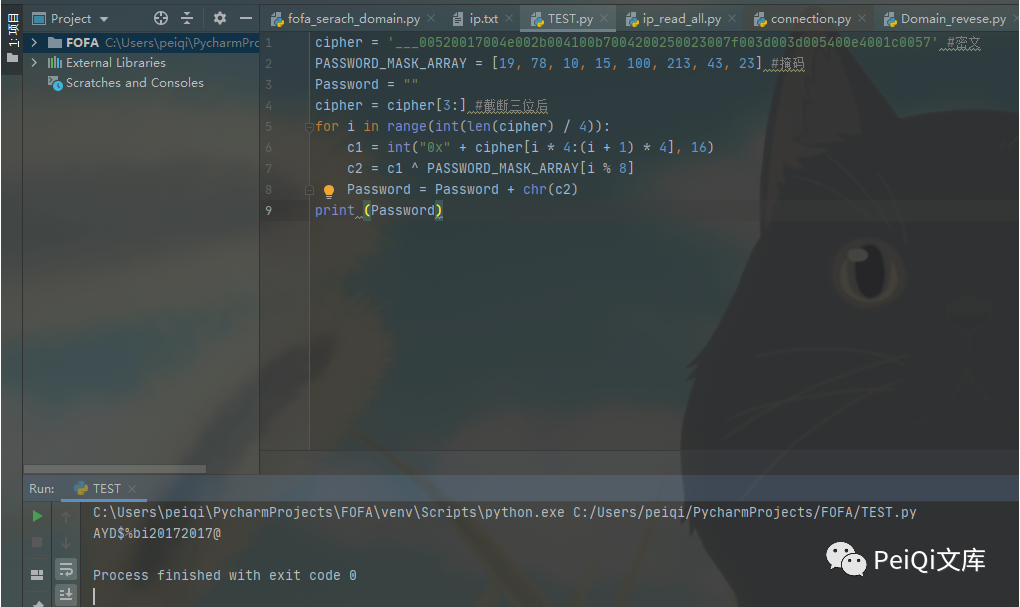 Project
fofa_serach_domain.py
ip.txt
TEST.py
ip_read_all.py
connection.py
Domain_revese.py
1: 项目
FOFA C:\Users\peiqi\PycharmPro
External Libraries
Scratches and Consoles
1 cipher = '___00520017004e002b004100b7004200250023007f003d003d005400e4001c0057' #密文
2 PASSWORD_MASK_ARRAY = [19, 78, 10, 15, 100, 213, 43, 23] #掩码
3 Password = ""
4 cipher = cipher[3:] #截断三位后
5 for i in range(int(len(cipher) / 4)):
6 c1 = int("0x" + cipher[i * 4:(i + 1) * 4], 16)
7 c2 = c1 ^ PASSWORD_MASK_ARRAY[i % 8]
8 Password = Password + chr(c2)
9 print (Password)
Run: TEST
C:\Users\peiqi\PycharmProjects\FOFA\venv\Scripts\python.exe C:/Users/peiqi/PycharmProjects/FOFA/TEST.py
AYD$%bi20172017@
Process finished with exit code 0
PeiQi文库